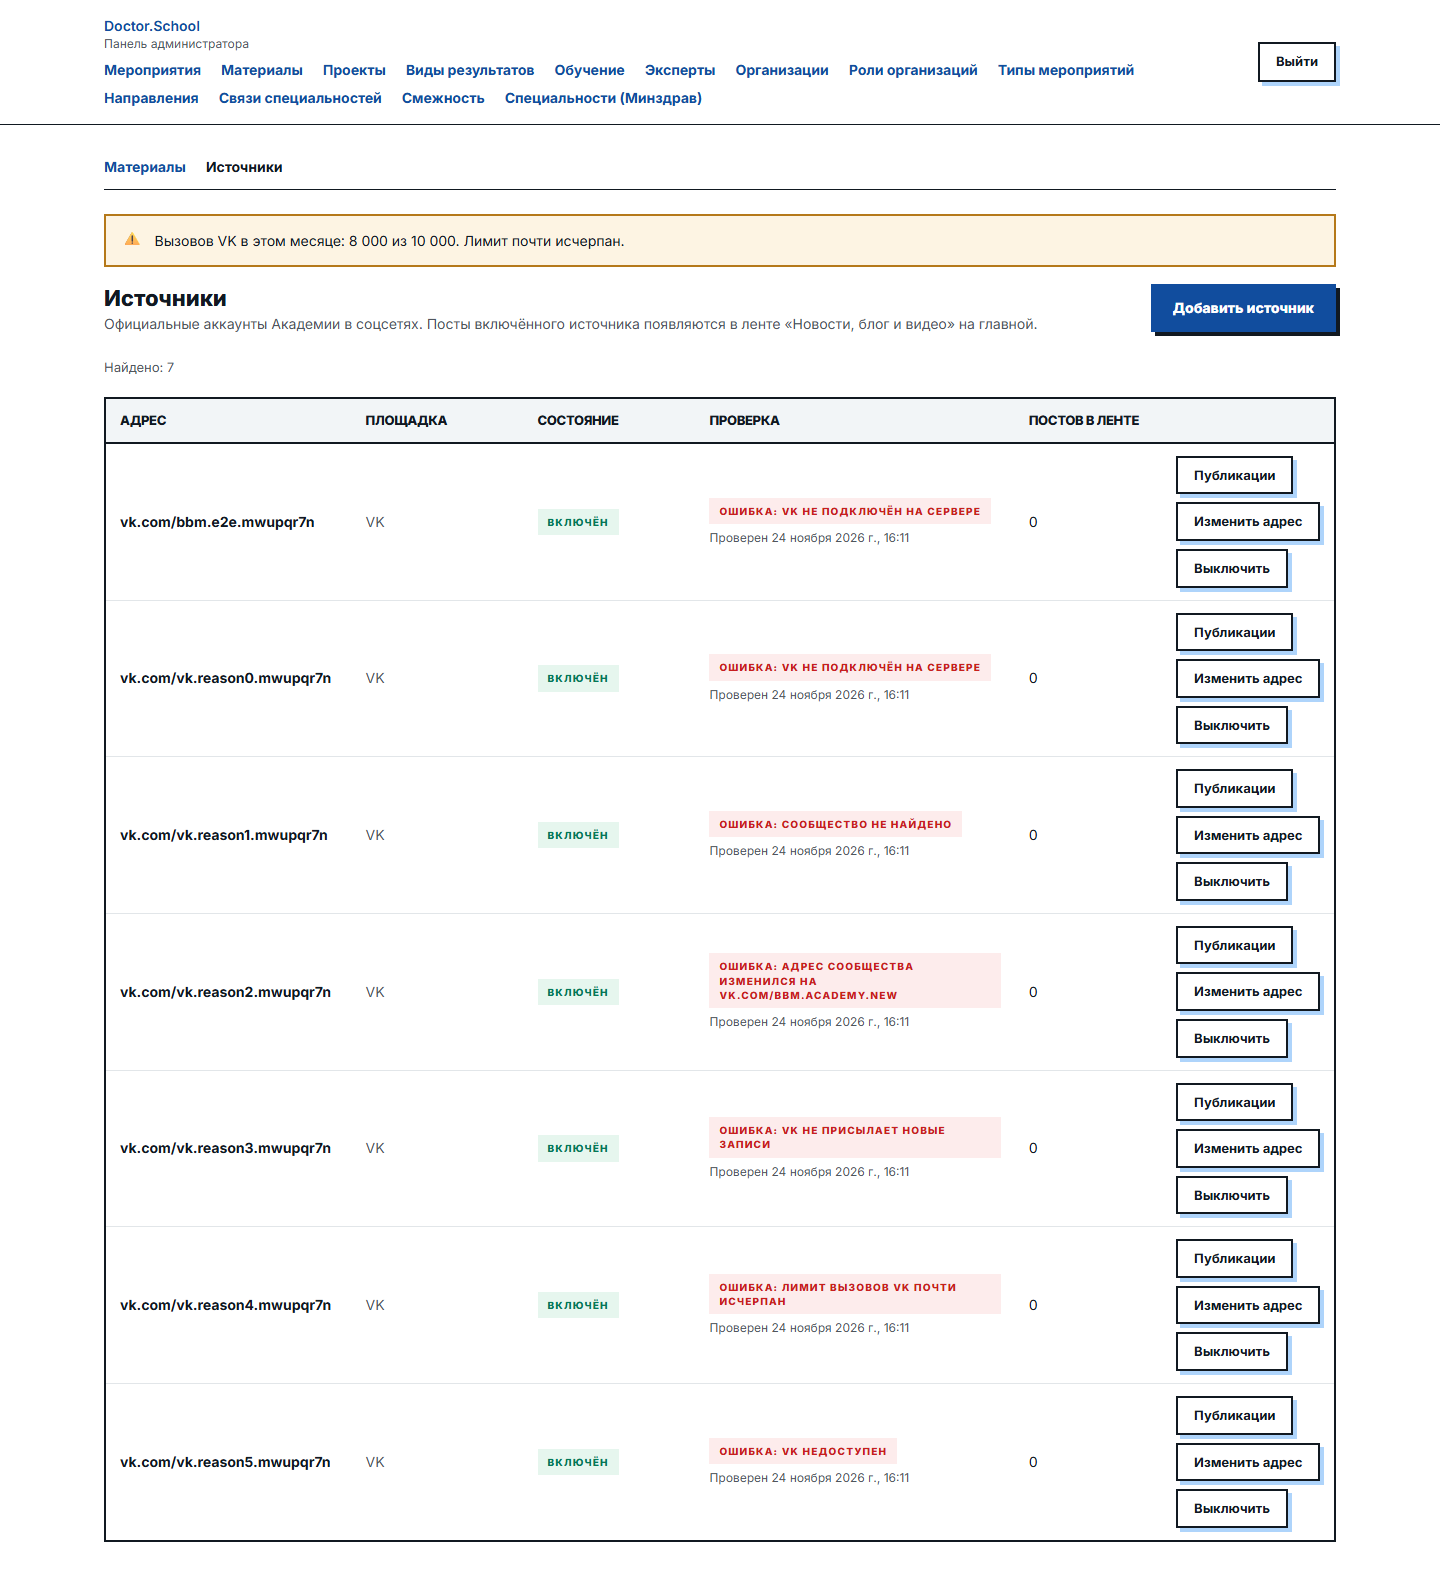 Doctor.School
Панель администратора
Мероприятия Материалы Проекты Виды результатов Обучение Эксперты Организации Роли организаций Типы мероприятий
Направления Связи специальностей Смежность Специальности (Минздрав)
Выйти
Материалы Источники
Вызовов VK в этом месяце: 8 000 из 10 000. Лимит почти исчерпан.
Источники
Официальные аккаунты Академии в соцсетях. Посты включённого источника появляются в ленте «Новости, блог и видео» на главной.
Добавить источник
Найдено: 7
АДРЕС ПЛОЩАДКА СОСТОЯНИЕ ПРОВЕРКА ПОСТОВ В ЛЕНТЕ
vk.com/bbm.e2e.mwupqr7n VK ВКЛЮЧЁН
ОШИБКА: VK НЕ ПОДКЛЮЧЁН НА СЕРВЕРЕ
Проверен 24 ноября 2026 г., 16:11
0
Публикации
Изменить адрес
Выключить
vk.com/vk.reason0.mwupqr7n VK ВКЛЮЧЁН
ОШИБКА: VK НЕ ПОДКЛЮЧЁН НА СЕРВЕРЕ
Проверен 24 ноября 2026 г., 16:11
0
Публикации
Изменить адрес
Выключить
vk.com/vk.reason1.mwupqr7n VK ВКЛЮЧЁН
ОШИБКА: СООБЩЕСТВО НЕ НАЙДЕНО
Проверен 24 ноября 2026 г., 16:11
0
Публикации
Изменить адрес
Выключить
vk.com/vk.reason2.mwupqr7n VK ВКЛЮЧЁН
ОШИБКА: АДРЕС СООБЩЕСТВА
ИЗМЕНИЛСЯ НА
VK.COM/BBM.ACADEMY.NEW
Проверен 24 ноября 2026 г., 16:11
0
Публикации
Изменить адрес
Выключить
vk.com/vk.reason3.mwupqr7n VK ВКЛЮЧЁН
ОШИБКА: VK НЕ ПРИСЫЛАЕТ НОВЫЕ
ЗАПИСИ
Проверен 24 ноября 2026 г., 16:11
0
Публикации
Изменить адрес
Выключить
vk.com/vk.reason4.mwupqr7n VK ВКЛЮЧЁН
ОШИБКА: ЛИМИТ ВЫЗОВОВ VK ПОЧТИ
ИСЧЕРПАН
Проверен 24 ноября 2026 г., 16:11
0
Публикации
Изменить адрес
Выключить
vk.com/vk.reason5.mwupqr7n VK ВКЛЮЧЁН
ОШИБКА: VK НЕДОСТУПЕН
Проверен 24 ноября 2026 г., 16:11
0
Публикации
Изменить адрес
Выключить